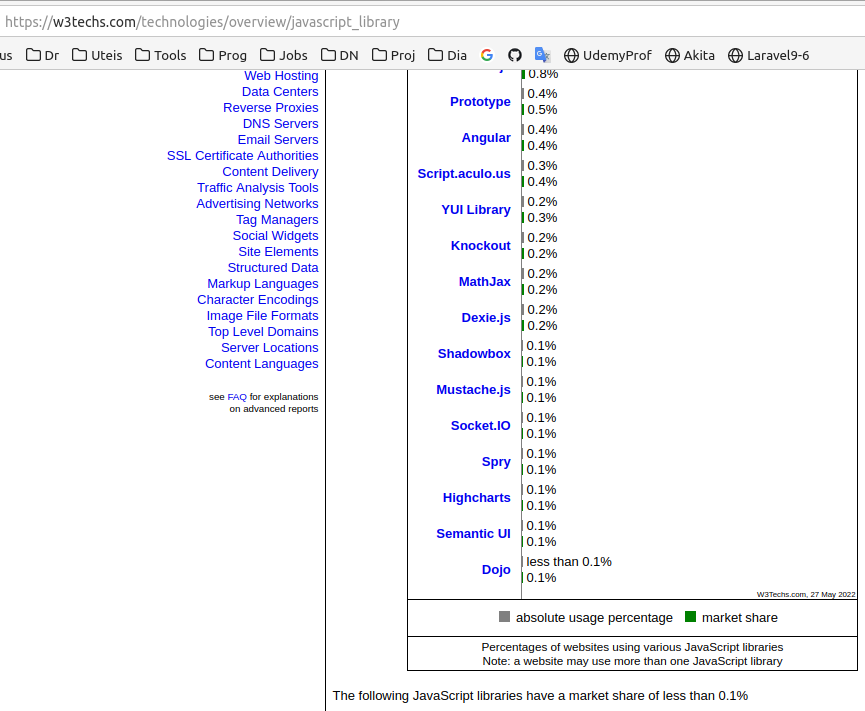 https://w3techs.com/technologies/overview/javascript_library
us Dr Uteis Tools Prog Jobs DN Proj Dia UdemyProf Akita Laravel9-6
Web Hosting
Data Centers
Reverse Proxies
DNS Servers
Email Servers
SSL Certificate Authorities
Content Delivery
Traffic Analysis Tools
Advertising Networks
Tag Managers
Social Widgets
Site Elements
Structured Data
Markup Languages
Character Encodings
Image File Formats
Top Level Domains
Server Locations
Content Languages
see FAQ for explanations
on advanced reports
0.8%
Prototype
0.4%
0.5%
Angular
0.4%
0.4%
Script.aculo.us
0.3%
0.4%
YUI Library
0.2%
0.3%
Knockout
0.2%
0.2%
MathJax
0.2%
0.2%
Dexie.js
0.2%
0.2%
Shadowbox
0.1%
0.1%
Mustache.js
0.1%
0.1%
Socket.IO
0.1%
0.1%
Spry
0.1%
0.1%
Highcharts
0.1%
0.1%
Semantic UI
0.1%
0.1%
Dojo
less than 0.1%
0.1%
W3Techs.com, 27 May 2022
absolute usage percentage market share
Percentages of websites using various JavaScript libraries
Note: a website may use more than one JavaScript library
The following JavaScript libraries have a market share of less than 0.1%